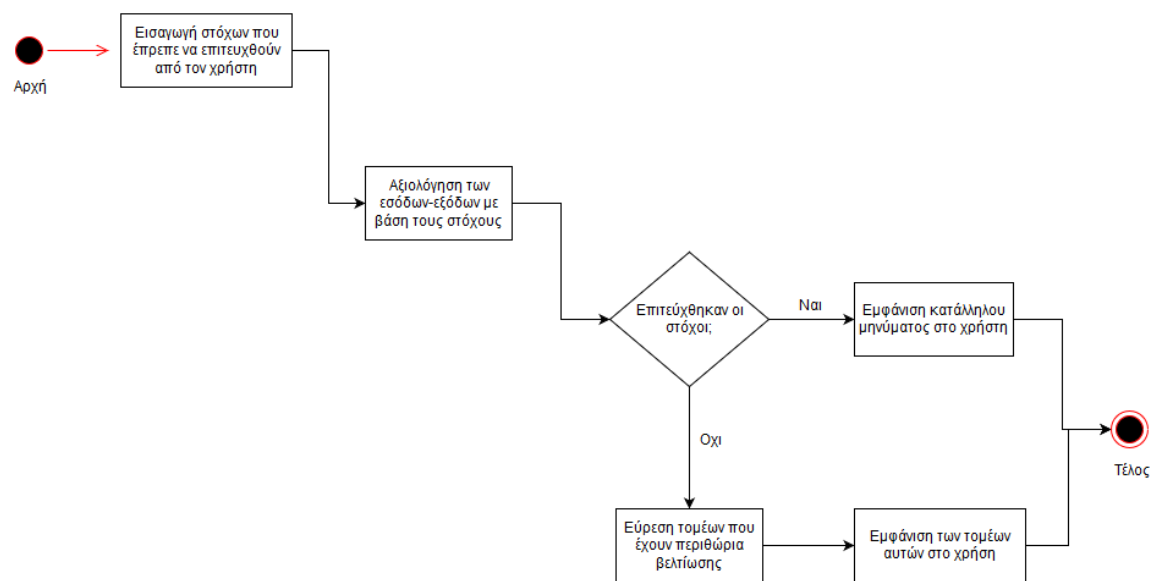 Εισαγωγή στόχων που
έπρεπε να επιτευχθούν
από τον χρήστη
Αρχή
Αξιολόγηση των
εσόδων-εξόδων με
βάση τους στόχους
Επιτεύχθηκαν οι
στόχοι;
Ναι
Εμφάνιση κατάλληλου
μηνύματος στο χρήστη
Οχι
Τέλος
Εύρεση τομέων που
έχουν περιθώρια
βελτίωσης
Εμφάνιση των τομέων
αυτών στο χρήση